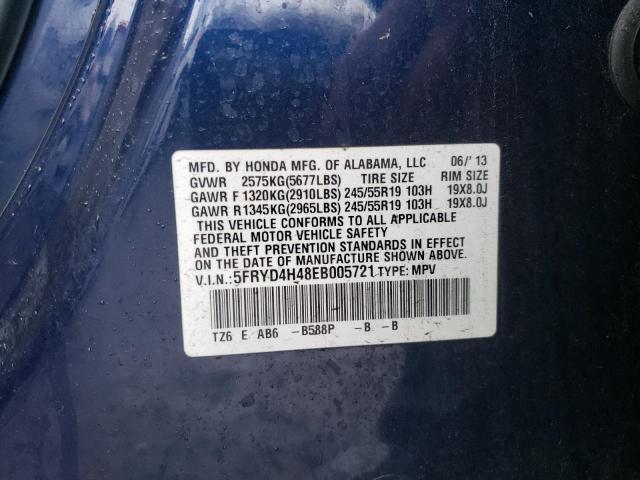 MFD. BY HONDA MFG. OF ALABAMA, LLC 06/'13
GVWR 2575KG(5677LBS) TIRE SIZE RIM SIZE
GAWR F1320KG(2910LBS) 245/55R19 103H 19X8.0J
GAWR R1345KG(2965LBS) 245/55R19 103H 19X8.0J
THIS VEHICLE CONFORMS TO ALL APPLICABLE
FEDERAL MOTOR VEHICLE SAFETY
AND THEFT PREVENTION STANDARDS IN EFFECT
ON THE DATE OF MANUFACTURE SHOWN ABOVE.
V.I.N.:5FRYD4H48EB005721 TYPE: MPV
TZ6 E AB6 -B588P -B -B